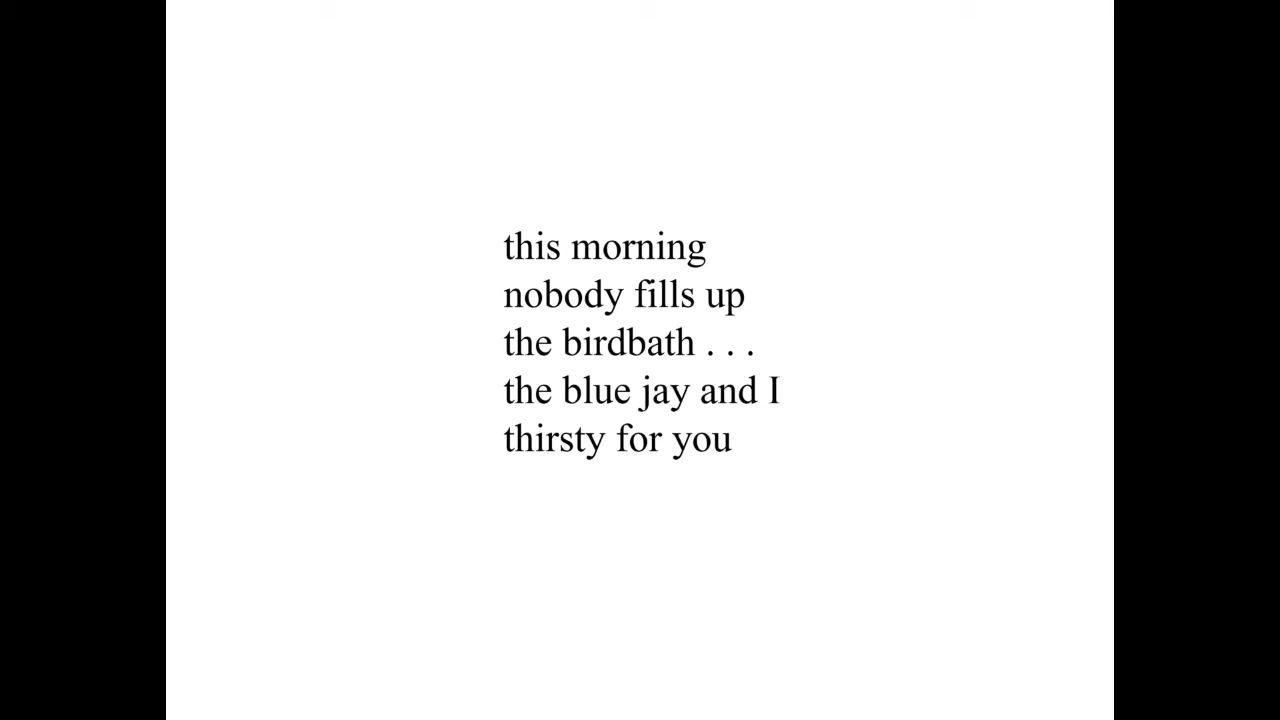 this morning
nobody fills up
the birdbath . . .
the blue jay and I
thirsty for you